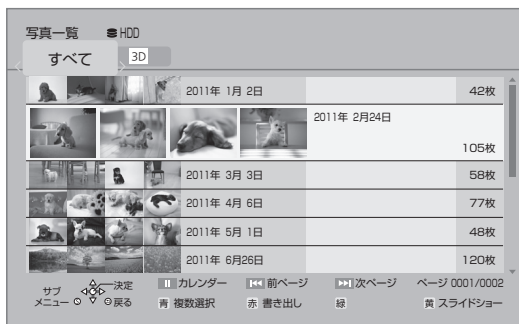 写真一覧 HDD
すべて 3D
2011年 1月 2日 42枚
2011年 2月24日
105枚
2011年 3月 3日 58枚
2011年 4月 6日 77枚
2011年 5月 1日 48枚
2011年 6月26日 120枚
サブメニュー 決定 戻る
カレンダー 前ページ 次ページ ページ 0001/0002
青 複数選択 赤 書き出し 緑 黄 スライドショー